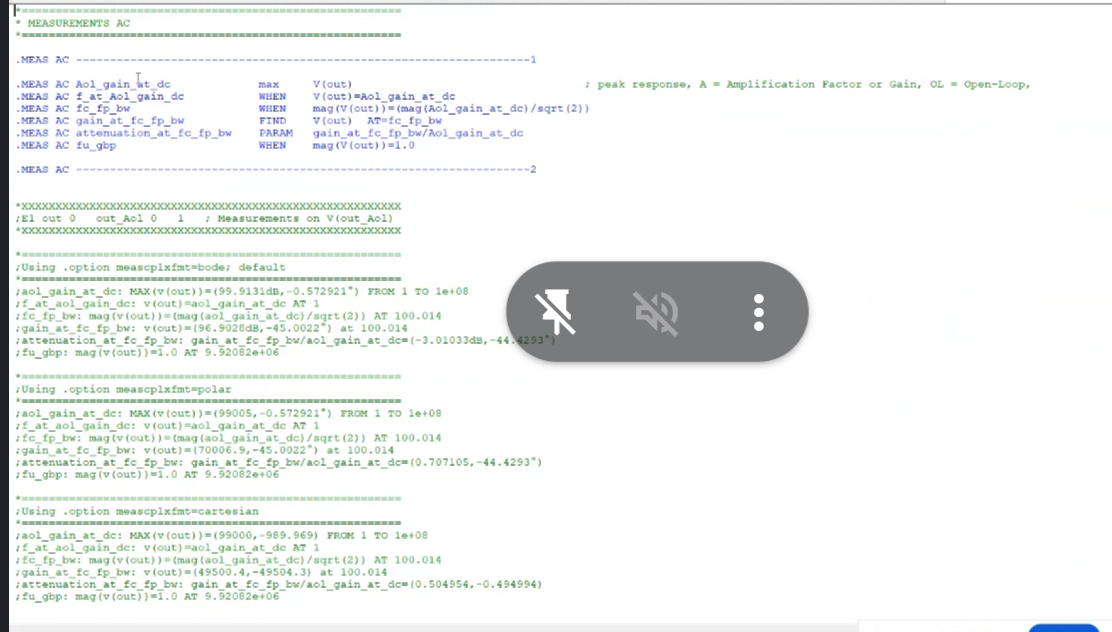 *========================================================
* MEASUREMENTS AC
*========================================================
.MEAS AC -------------------------------------------------------------------1
.MEAS AC Aol_gain_at_dc max V(out) ; peak response, A = Amplification Factor or Gain, OL = Open-Loop,
.MEAS AC f_at_Aol_gain_dc WHEN V(out)=Aol_gain_at_dc
.MEAS AC fc_fp_bw WHEN mag(V(out))=(mag(Aol_gain_at_dc)/sqrt(2))
.MEAS AC gain_at_fc_fp_bw FIND V(out) AT=fc_fp_bw
.MEAS AC attenuation_at_fc_fp_bw PARAM gain_at_fc_fp_bw/Aol_gain_at_dc
.MEAS AC fu_gbp WHEN mag(V(out))=1.0
.MEAS AC -------------------------------------------------------------------2
*XXXXXXXXXXXXXXXXXXXXXXXXXXXXXXXXXXXXXXXXXXXXXXXXXXXXXXXX
;E1 out 0 out_Aol 0 1 ; Measurements on V(out_Aol)
*XXXXXXXXXXXXXXXXXXXXXXXXXXXXXXXXXXXXXXXXXXXXXXXXXXXXXXXX
*========================================================
;Using .option meascplxfmt=bode; default
*========================================================
;aol_gain_at_dc: MAX(v(out))=(99.9131dB,-0.572921°) FROM 1 TO 1e+08
;f_at_aol_gain_dc: v(out)=aol_gain_at_dc AT 1
;fc_fp_bw: mag(v(out))=(mag(aol_gain_at_dc)/sqrt(2)) AT 100.014
;gain_at_fc_fp_bw: v(out)=(96.9028dB,-45.0022°) at 100.014
;attenuation_at_fc_fp_bw: gain_at_fc_fp_bw/aol_gain_at_dc=(-3.01033dB,-44.4293°)
;fu_gbp: mag(v(out))=1.0 AT 9.92082e+06
*========================================================
;Using .option meascplxfmt=polar
*========================================================
;aol_gain_at_dc: MAX(v(out))=(99005,-0.572921°) FROM 1 TO 1e+08
;f_at_aol_gain_dc: v(out)=aol_gain_at_dc AT 1
;fc_fp_bw: mag(v(out))=(mag(aol_gain_at_dc)/sqrt(2)) AT 100.014
;gain_at_fc_fp_bw: v(out)=(70006.9,-45.0022°) at 100.014
;attenuation_at_fc_fp_bw: gain_at_fc_fp_bw/aol_gain_at_dc=(0.707105,-44.4293°)
;fu_gbp: mag(v(out))=1.0 AT 9.92082e+06
*========================================================
;Using .option meascplxfmt=cartesian
*========================================================
;aol_gain_at_dc: MAX(v(out))=(99000,-989.969) FROM 1 TO 1e+08
;f_at_aol_gain_dc: v(out)=aol_gain_at_dc AT 1
;fc_fp_bw: mag(v(out))=(mag(aol_gain_at_dc)/sqrt(2)) AT 100.014
;gain_at_fc_fp_bw: v(out)=(49500.4,-49504.3) at 100.014
;attenuation_at_fc_fp_bw: gain_at_fc_fp_bw/aol_gain_at_dc=(0.504954,-0.494994)
;fu_gbp: mag(v(out))=1.0 AT 9.92082e+06